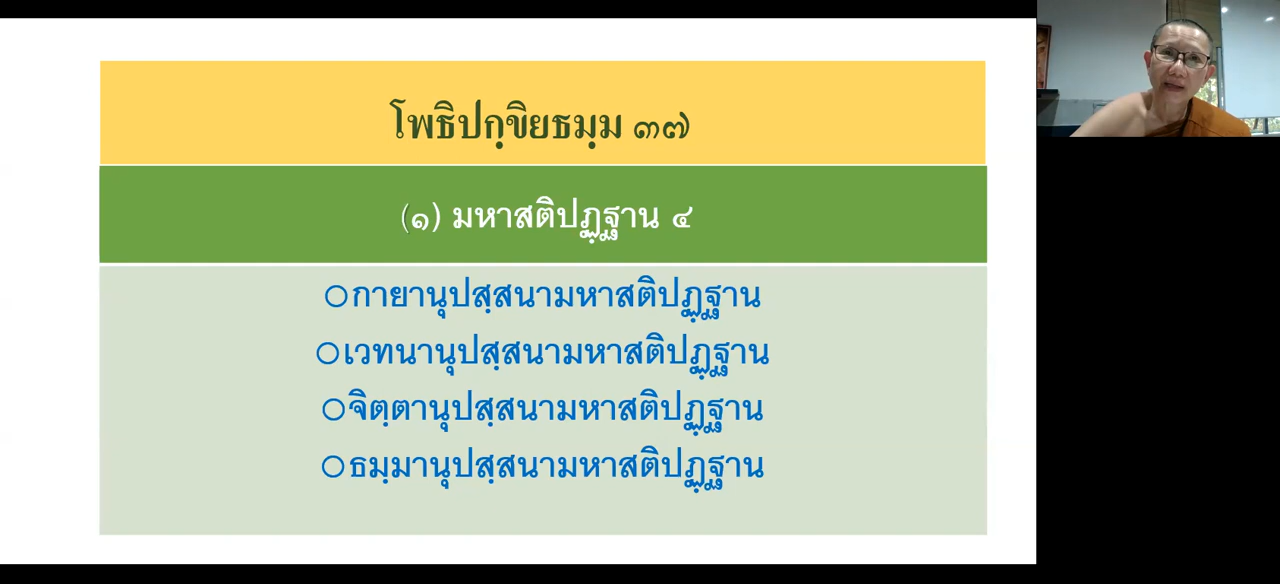 โพธิปกฺขิยธมฺม ๓๗
(๑) มหาสติปฏฺฐาน ๔
○กายานุปสฺสนามหาสติปฏฺฐาน
○เวทนานุปสฺสนามหาสติปฏฺฐาน
○จิตฺตานุปสฺสนามหาสติปฏฺฐาน
○ธมฺมานุปสฺสนามหาสติปฏฺฐาน